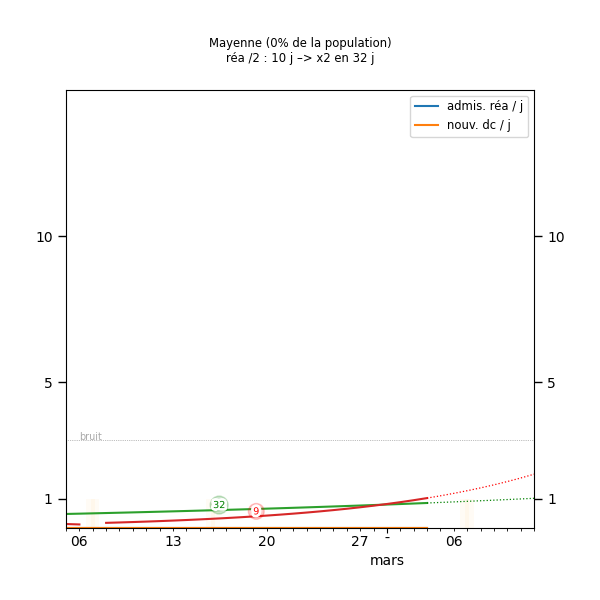 Mayenne (0% de la population)
réa /2 : 10 j –> x2 en 32 j
admis. réa / j
nouv. dc / j
10
10
5
5
bruit
1
1
32
9
06
13
20
27
-
06
mars